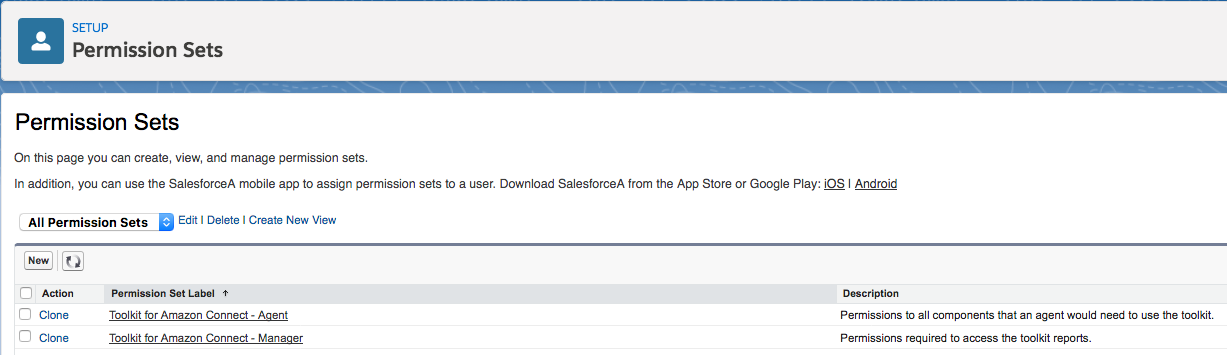 SETUP
Permission Sets
Permission Sets
On this page you can create, view, and manage permission sets.
In addition, you can use the SalesforceA mobile app to assign permission sets to a user. Download SalesforceA from the App Store or Google Play: iOS | Android
All Permission Sets Edit | Delete | Create New View
New
Action Permission Set Label ↑ Description
Clone Toolkit for Amazon Connect - Agent Permissions to all components that an agent would need to use the toolkit.
Clone Toolkit for Amazon Connect - Manager Permissions required to access the toolkit reports.